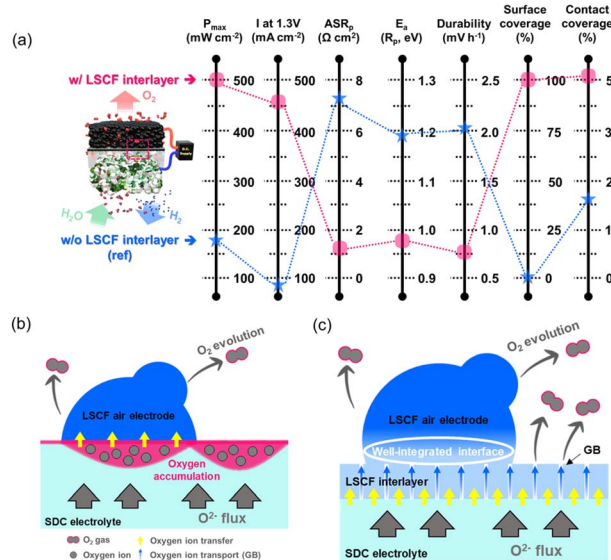 (a)
Pmax
(mW cm-2)
I at 1.3V
(mA cm-2)
ASRp
(Ω cm2)
Ea
(Rp, eV)
Durability
(mV h-1)
Surface
coverage
(%)
Contact
coverage
(%)
w/ LSCF interlayer
500 500 8 1.3 2.5 100 5
O2
400 400 6 1.2 2.0 75 3
300 300 4 1.1 1.5 50 2
H2O
H2
w/o LSCF interlayer
(ref)
200 200 2 1.0 1.0 25 1
100 100 0 0.9 0.5 0 0
(b)
O2 evolution
LSCF air electrode
Oxygen
accumulation
SDC electrolyte
O2- flux
O2 gas
Oxygen ion transfer
Oxygen ion
Oxygen ion transport (GB)
(c)
O2 evolution
LSCF air electrode
Well-integrated interface
GB
LSCF interlayer
O2- flux
SDC electrolyte